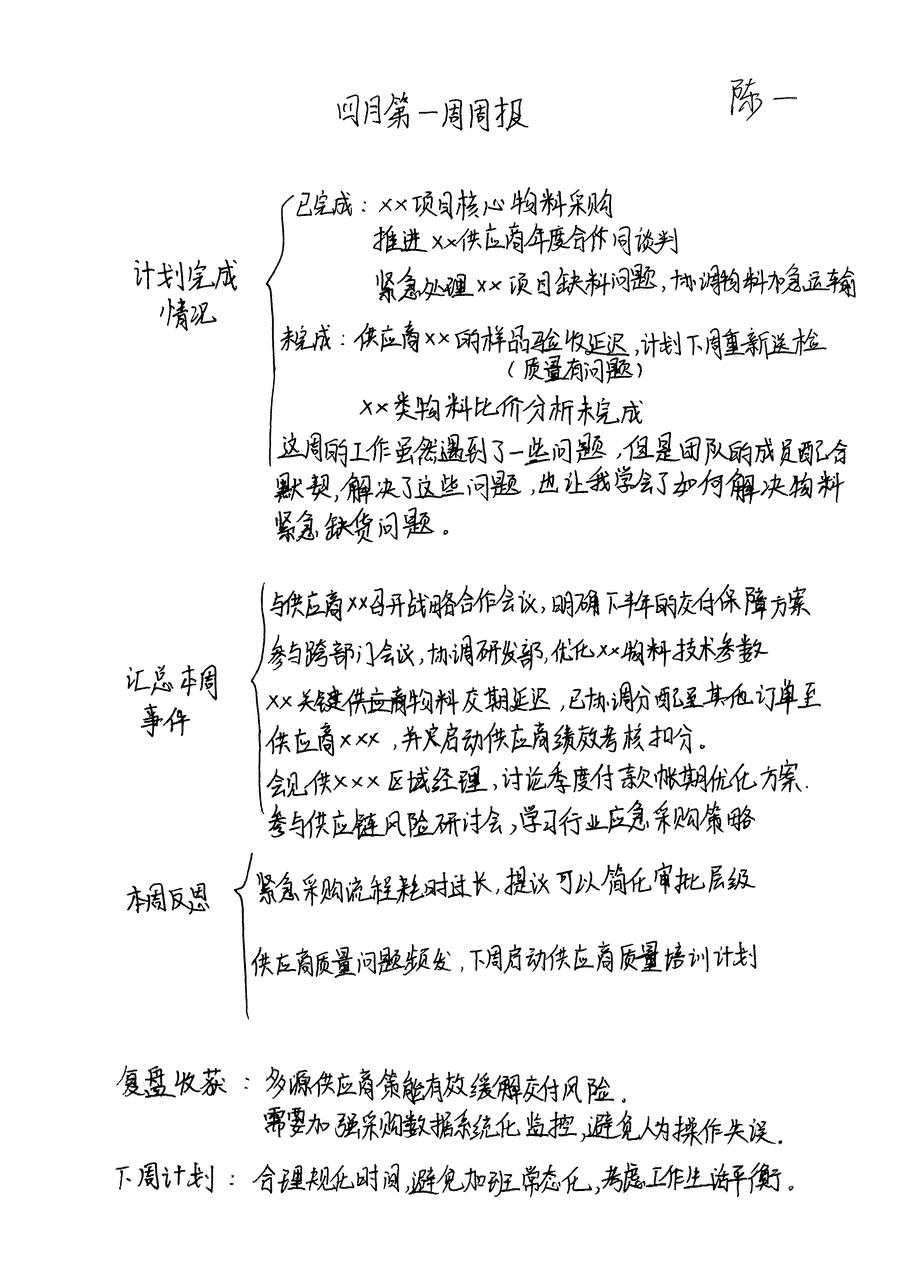 四月第一周周报
陈一
已完成：××项目核心物料采购
推进××供应商年度合作同谈判
计划完成
情况
紧急处理××项目缺料问题，协调物料加急运输
未完成：供应商××的样品验收延迟，计划下周重新送检
（质量有问题）
××类物料比价分析未完成
这周的工作虽然遇到了一些问题，但是团队的成员配合
默契，解决了这些问题，也让我学会了如何解决物料
紧急缺货问题。
与供应商××召开战略合作会议，明确下半年的交付保障方案
参与跨部门会议，协调研发部，优化××物料技术参数
汇总本周
事件
××关键供应商物料交期延迟，已协调分配至其他订单至
供应商×××，并启动供应商绩效考核扣分。
会见供×××区域经理，讨论季度付款帐期优化方案.
参与供应链风险研讨会，学习行业应急采购策略
本周反思
紧急采购流程耗时过长，提议可以简化审批层级
供应商质量问题频发，下周启动供应商质量培训计划
复盘收获：多源供应商策能有效缓解交付风险.
需要加强采购数据系统化监控，避免人为操作失误.
下周计划：合理规化时间，避免加班常态化，考虑工作生活平衡。